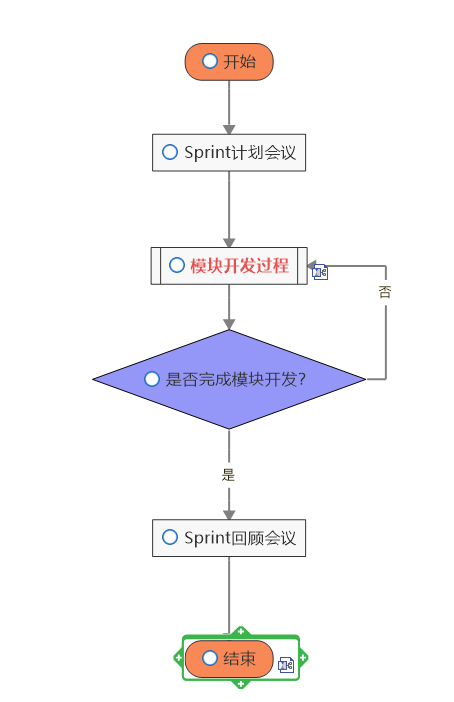 开始
Sprint计划会议
模块开发过程
否
是否完成模块开发?
是
Sprint回顾会议
结束